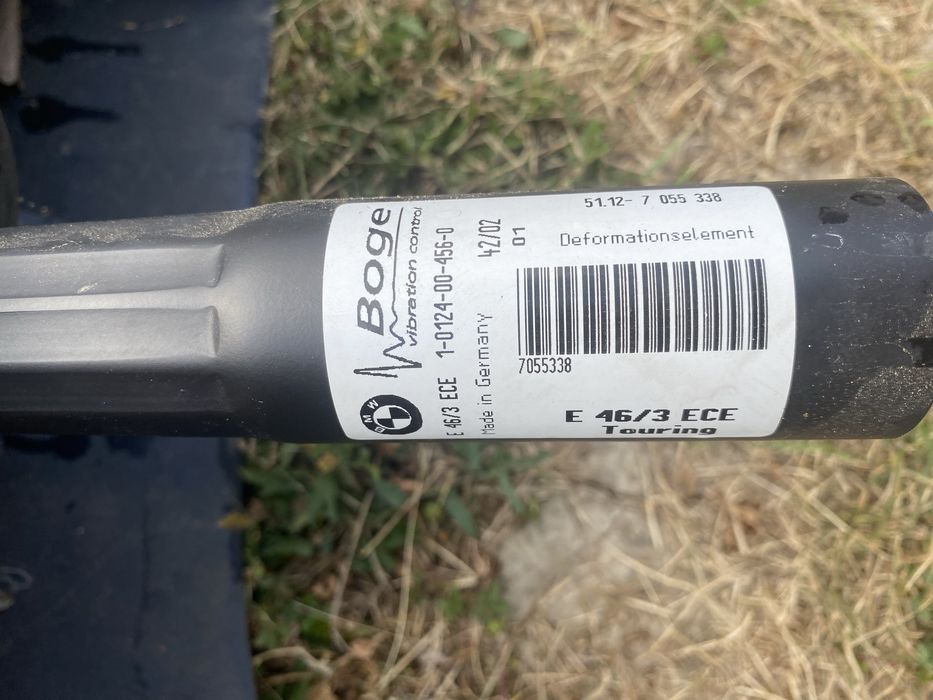 51.12- 7 055 338
Deformationselement
7055338
E 46/3 ECE
Touring
Boge
vibration control
1-0124-00-456-0
42/02
01
E 46/3 ECE
Made in Germany
BMW